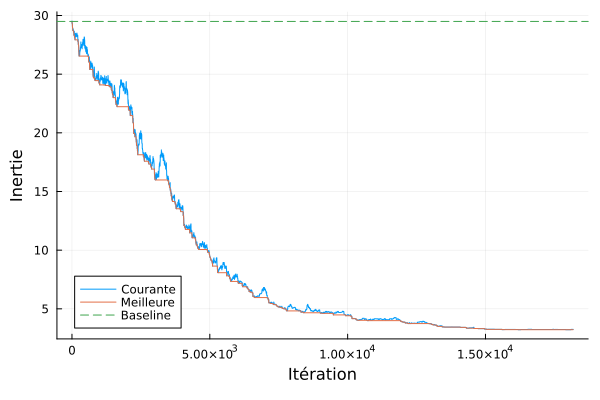 30
25
20
15
10
5
Inertie
Courante
Meilleure
Baseline
0
5.00×10³
1.00×10⁴
1.50×10⁴
Itération